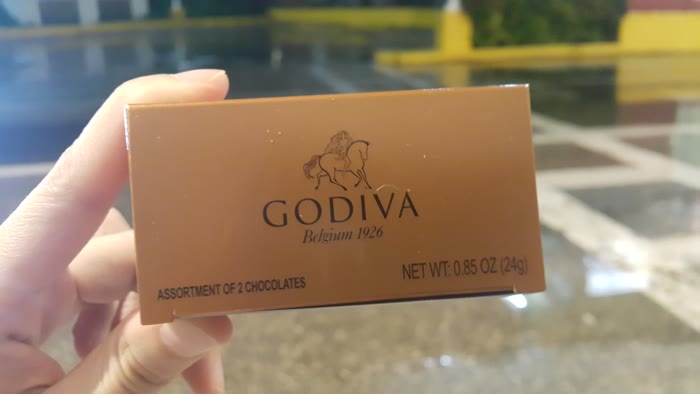 GODIVA
Belgium 1926
ASSORTMENT OF 2 CHOCOLATES
NET WT: 0.85 OZ (24g)